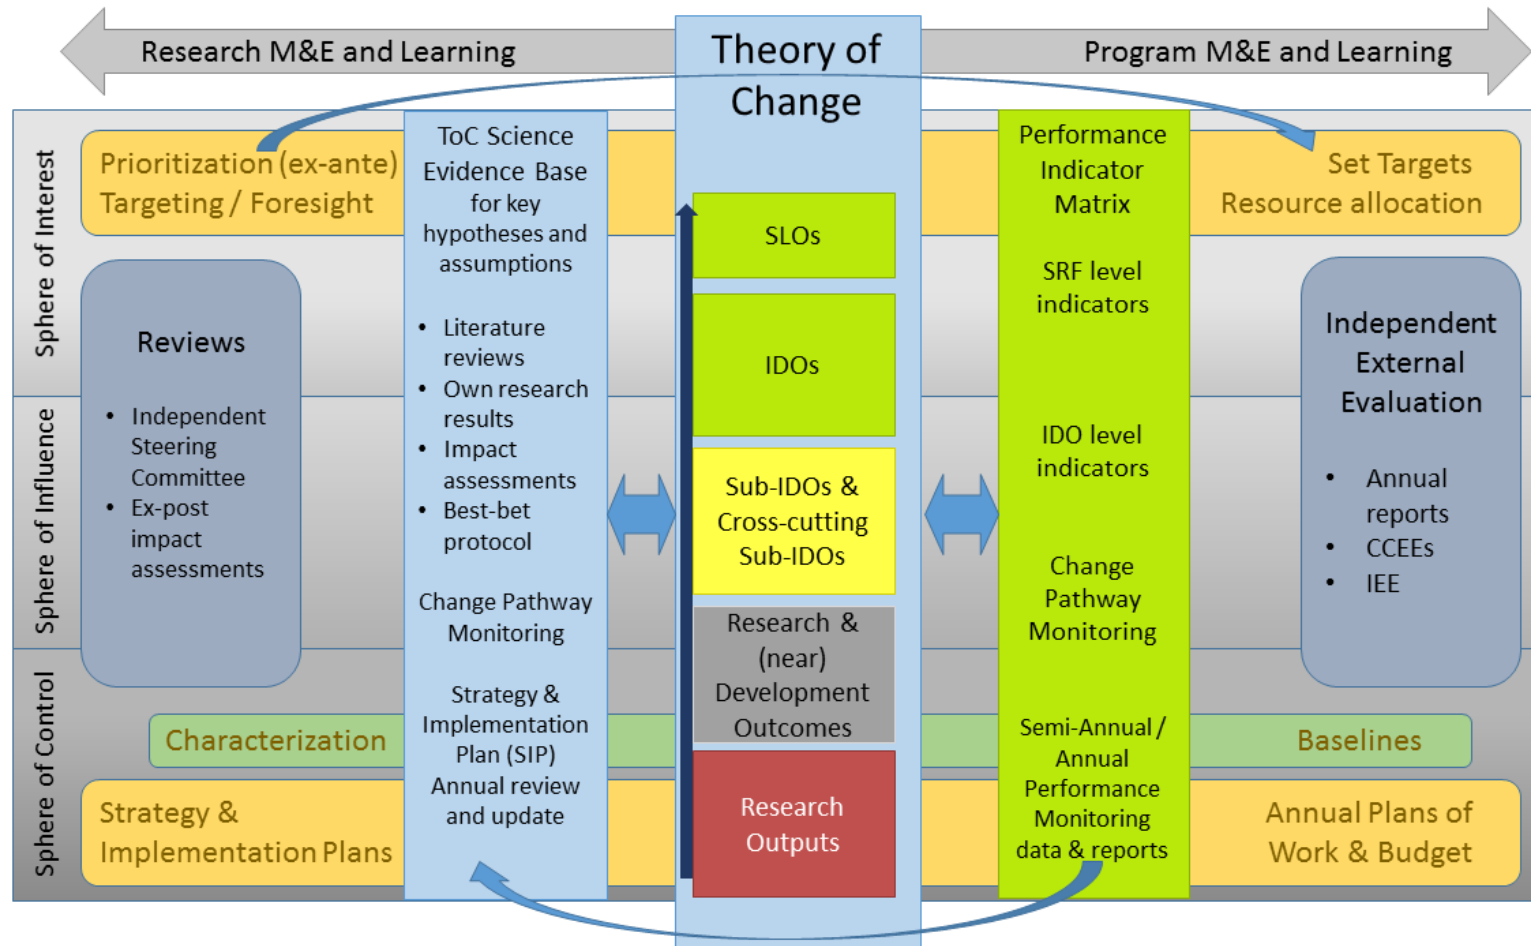 Research M&E and Learning
Theory of
Change
Program M&E and Learning
Sphere of Interest
Sphere of Influence
Sphere of Control
Prioritization (ex-ante)
Targeting / Foresight
Reviews
• Independent
Steering
Committee
• Ex-post
impact
assessments
Characterization
Strategy &
Implementation Plans
ToC Science
Evidence Base
for key
hypotheses and
assumptions
• Literature
reviews
• Own research
results
• Impact
assessments
• Best-bet
protocol
Change Pathway
Monitoring
Strategy &
Implementation
Plan (SIP)
Annual review
and update
SLOs
IDOs
Sub-IDOs &
Cross-cutting
Sub-IDOs
Research &
(near)
Development
Outcomes
Research
Outputs
Performance
Indicator
Matrix
SRF level
indicators
IDO level
indicators
Change
Pathway
Monitoring
Semi-Annual /
Annual
Performance
Monitoring
data & reports
Set Targets
Resource allocation
Independent
External
Evaluation
• Annual
reports
• CCEEs
• IEE
Baselines
Annual Plans of
Work & Budget